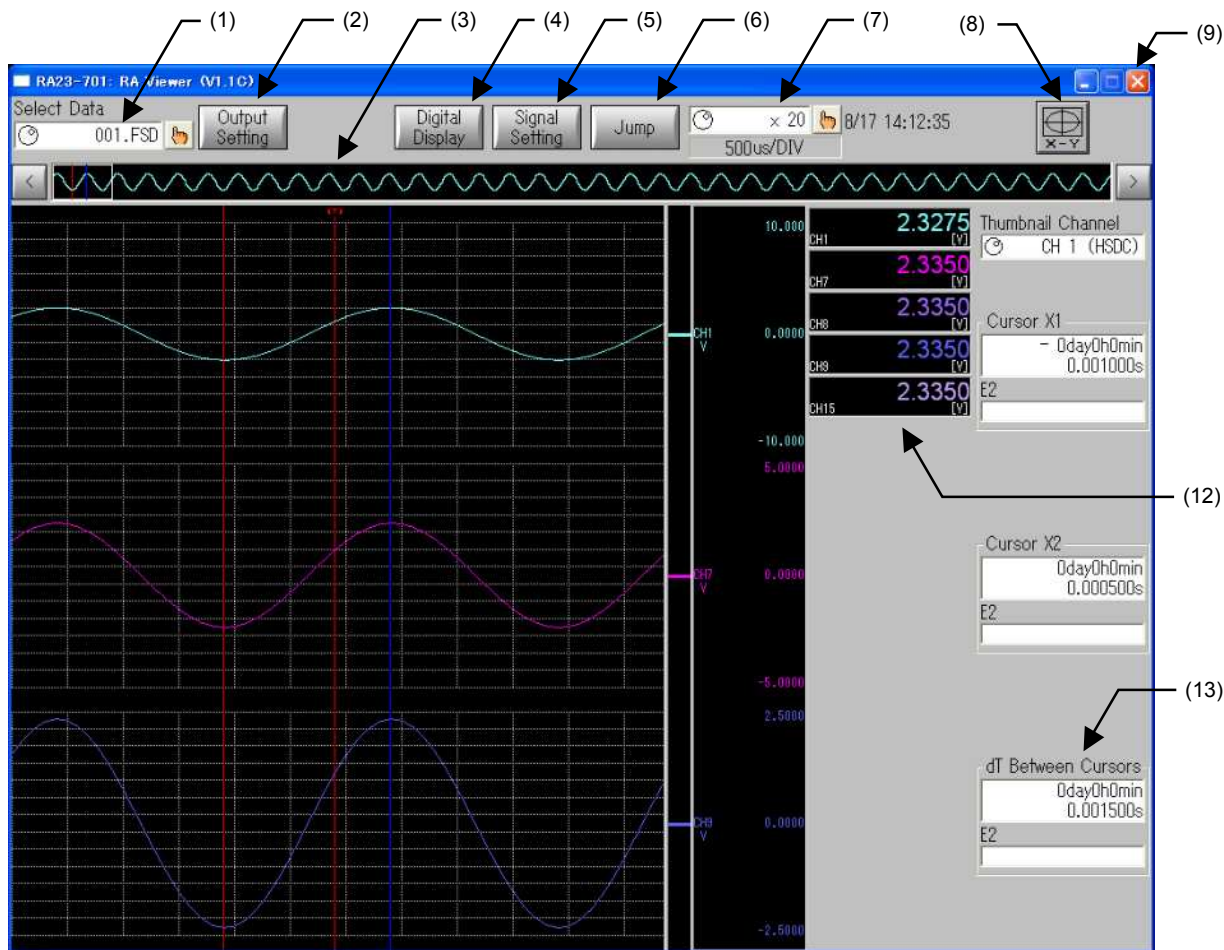 (1)
(2)
(3)
(4)
(5)
(6)
(7)
(8)
(9)
RA23-701: RA Viewer (V1.1C)
Select Data
001.FSD
Output
Setting
Digital
Display
Signal
Setting
Jump
x 20
500us/DIV
8/17 14:12:35
X-Y
<
>
10.000
CH1
V
0.0000
-10.000
5.0000
CH7
V
0.0000
-5.0000
2.5000
CH9
V
0.0000
-2.5000
2.3275
CH1 [V]
2.3350
CH7 [V]
2.3350
CH8 [V]
2.3350
CH9 [V]
2.3350
CH15 [V]
(12)
Thumbnail Channel
CH 1 (HSDC)
Cursor X1
- 0day0h0min
0.001000s
E2
Cursor X2
0day0h0min
0.000500s
E2
(13)
dT Between Cursors
0day0h0min
0.001500s
E2